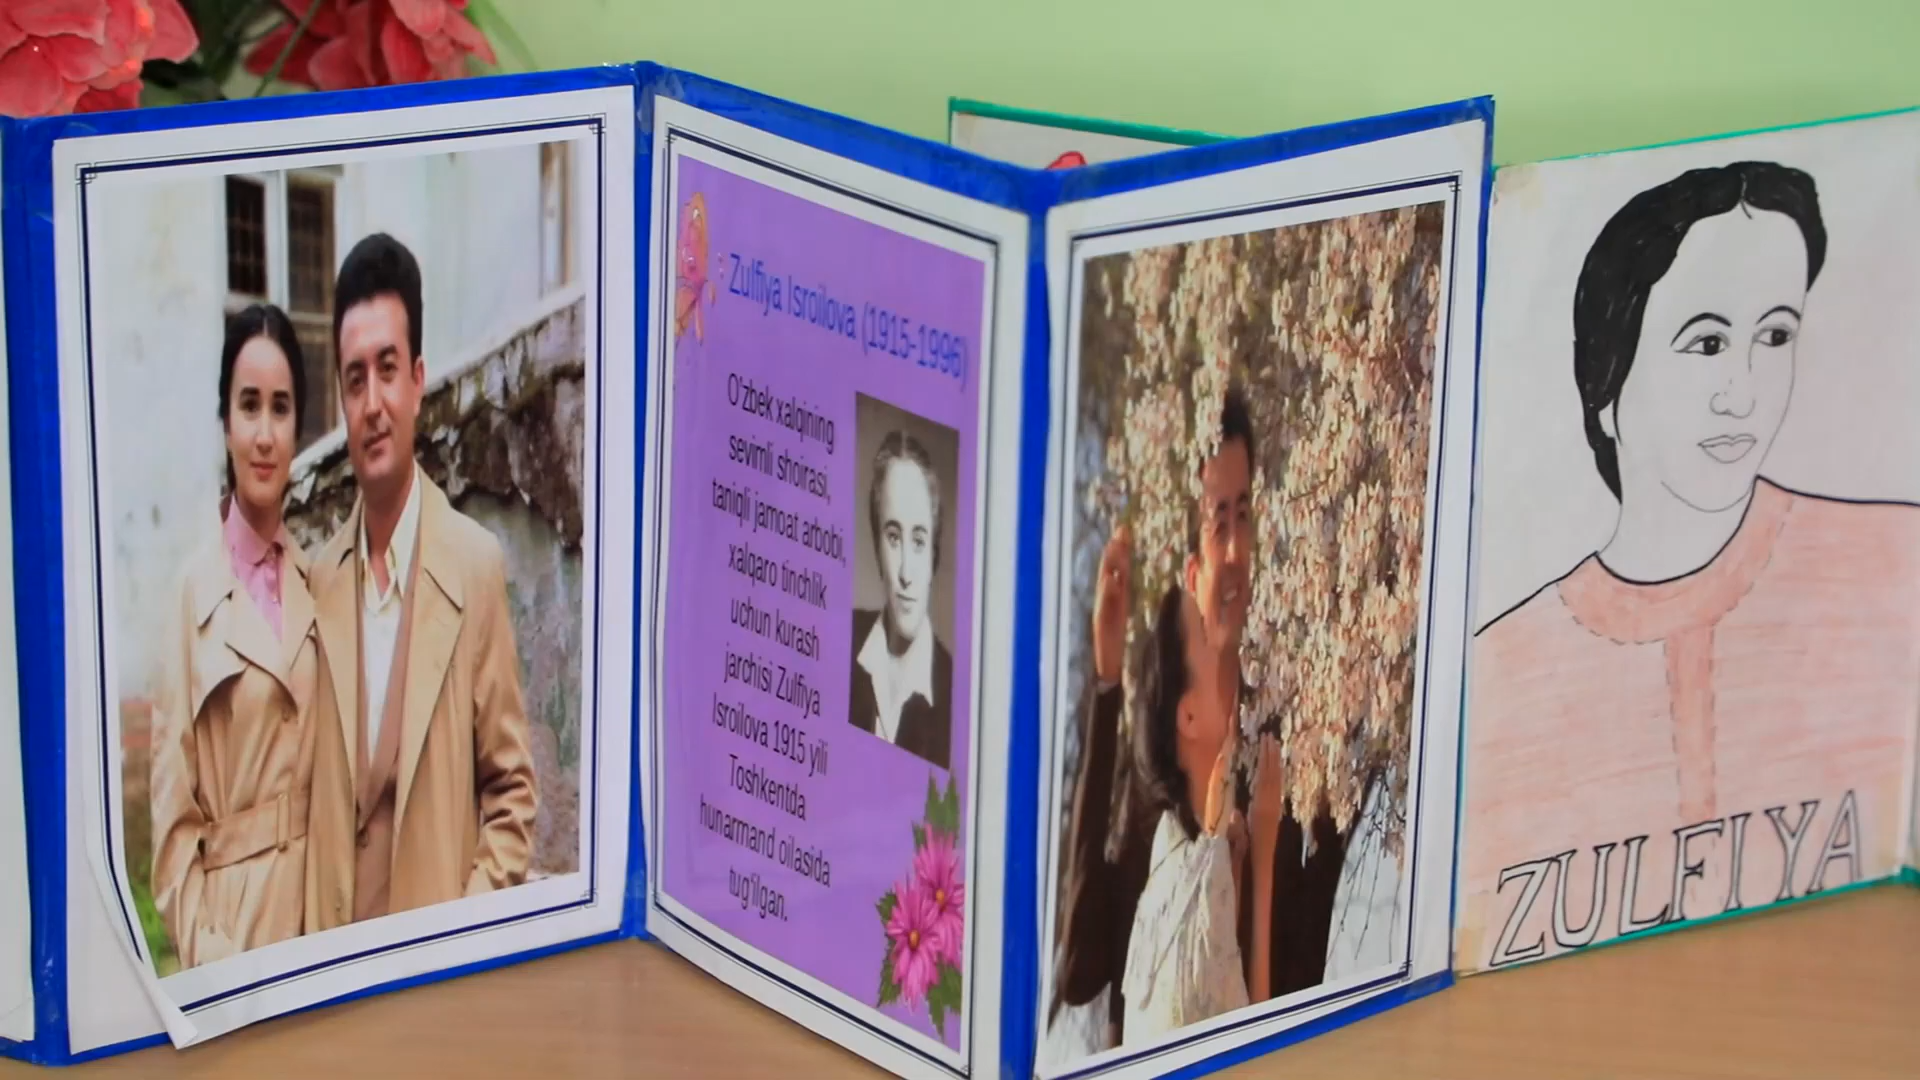 Zulfiya Isroilova (1915-1996)
O'zbek xalqining
sevimli shoirasi,
taniqli jamoat arbobi,
xalqaro tinchlik
uchun kurash
jarchisi Zulfiya
Isroilova 1915 yili
Toshkentda
hunarmand oilasida
tug'ilgan.
ZULFIYA